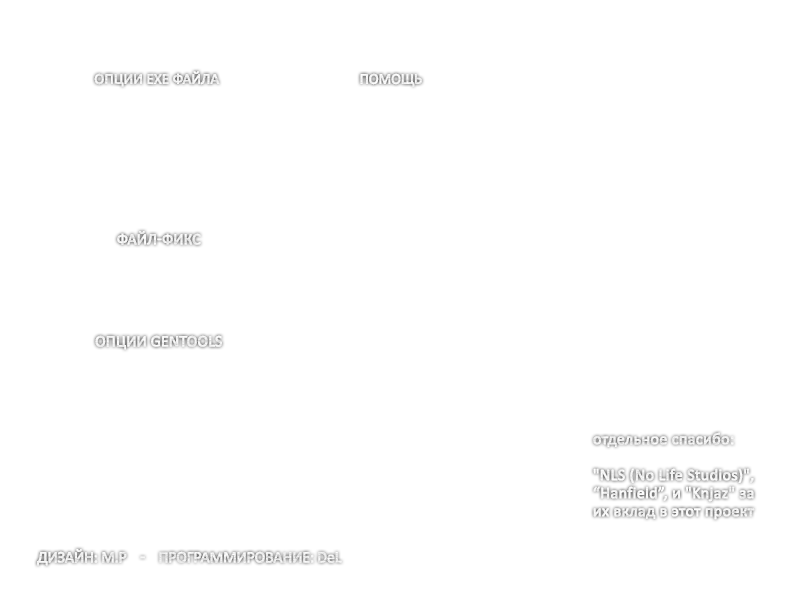 ОПЦИИ EXE ФАЙЛА
ПОМОЩЬ
ФАЙЛ-ФИКС
ОПЦИИ GENTOOLS
отдельное спасибо:
"NLS (No Life Studios)",
"Hanfield", и "Knjaz" за
их вклад в этот проект
ДИЗАЙН: M.P - ПРОГРАММИРОВАНИЕ: DeL